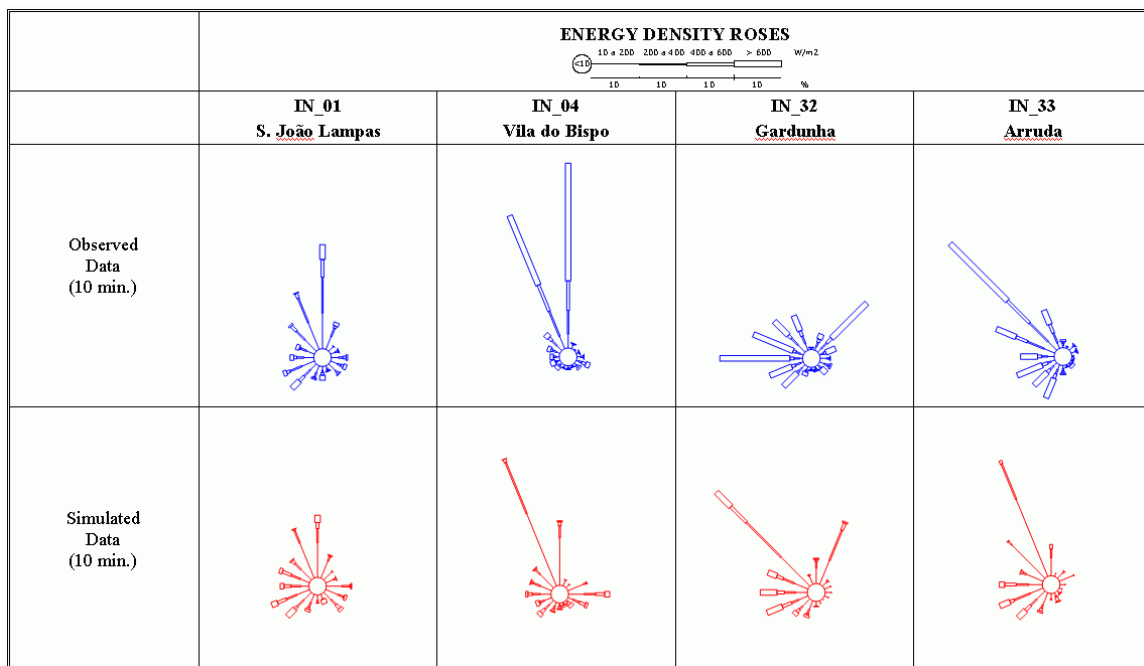 ENERGY DENSITY ROSES
<10 10 a 200 200 a 400 400 a 600 > 600 W/m2
10 10 10 10 %
IN_01
S. João Lampas
IN_04
Vila do Bispo
IN_32
Gardunha
IN_33
Arruda
Observed
Data
(10 min.)
Simulated
Data
(10 min.)